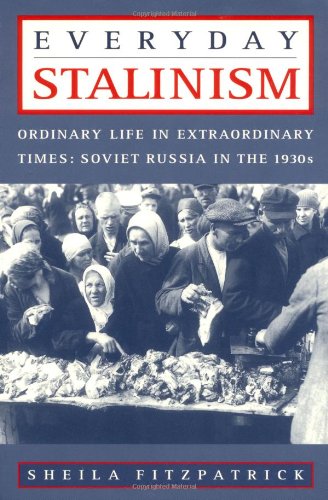 EVERYDAY
STALINISM
ORDINARY LIFE IN EXTRAORDINARY
TIMES: SOVIET RUSSIA IN THE 1930s
SHEILA FITZPATRICK